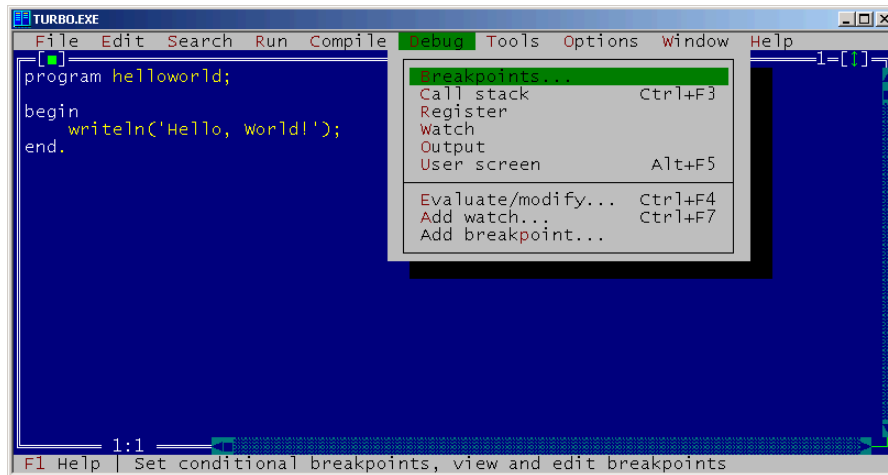 TURBO.EXE
File Edit Search Run Compile Debug Tools Options Window Help
1=[↕]
program helloworld;
begin
writeln('Hello, World!');
end.
Breakpoints...
Call stack Ctrl+F3
Register
Watch
Output
User screen Alt+F5
Evaluate/modify... Ctrl+F4
Add watch... Ctrl+F7
Add breakpoint...
1:1
F1 Help | Set conditional breakpoints, view and edit breakpoints